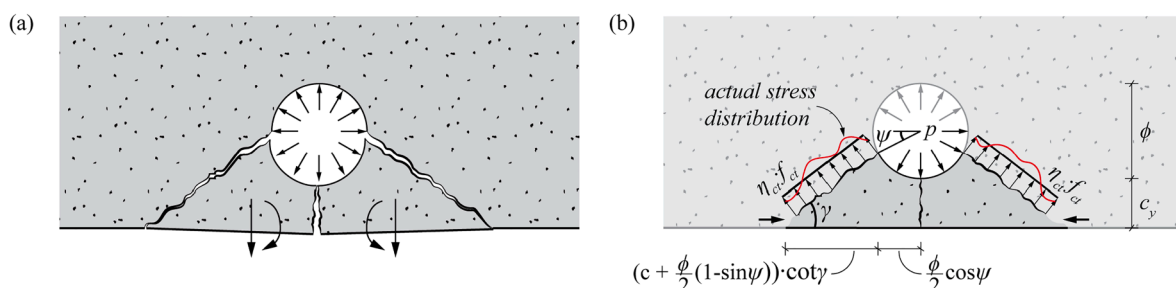 (a)
(b)
actual stress
distribution
ψ
p
ϕ
η_ct·f_ct
η_ct·f_ct
γ
c_y
(c + ϕ/2(1-sinψ))·cotγ
ϕ/2 cosψ